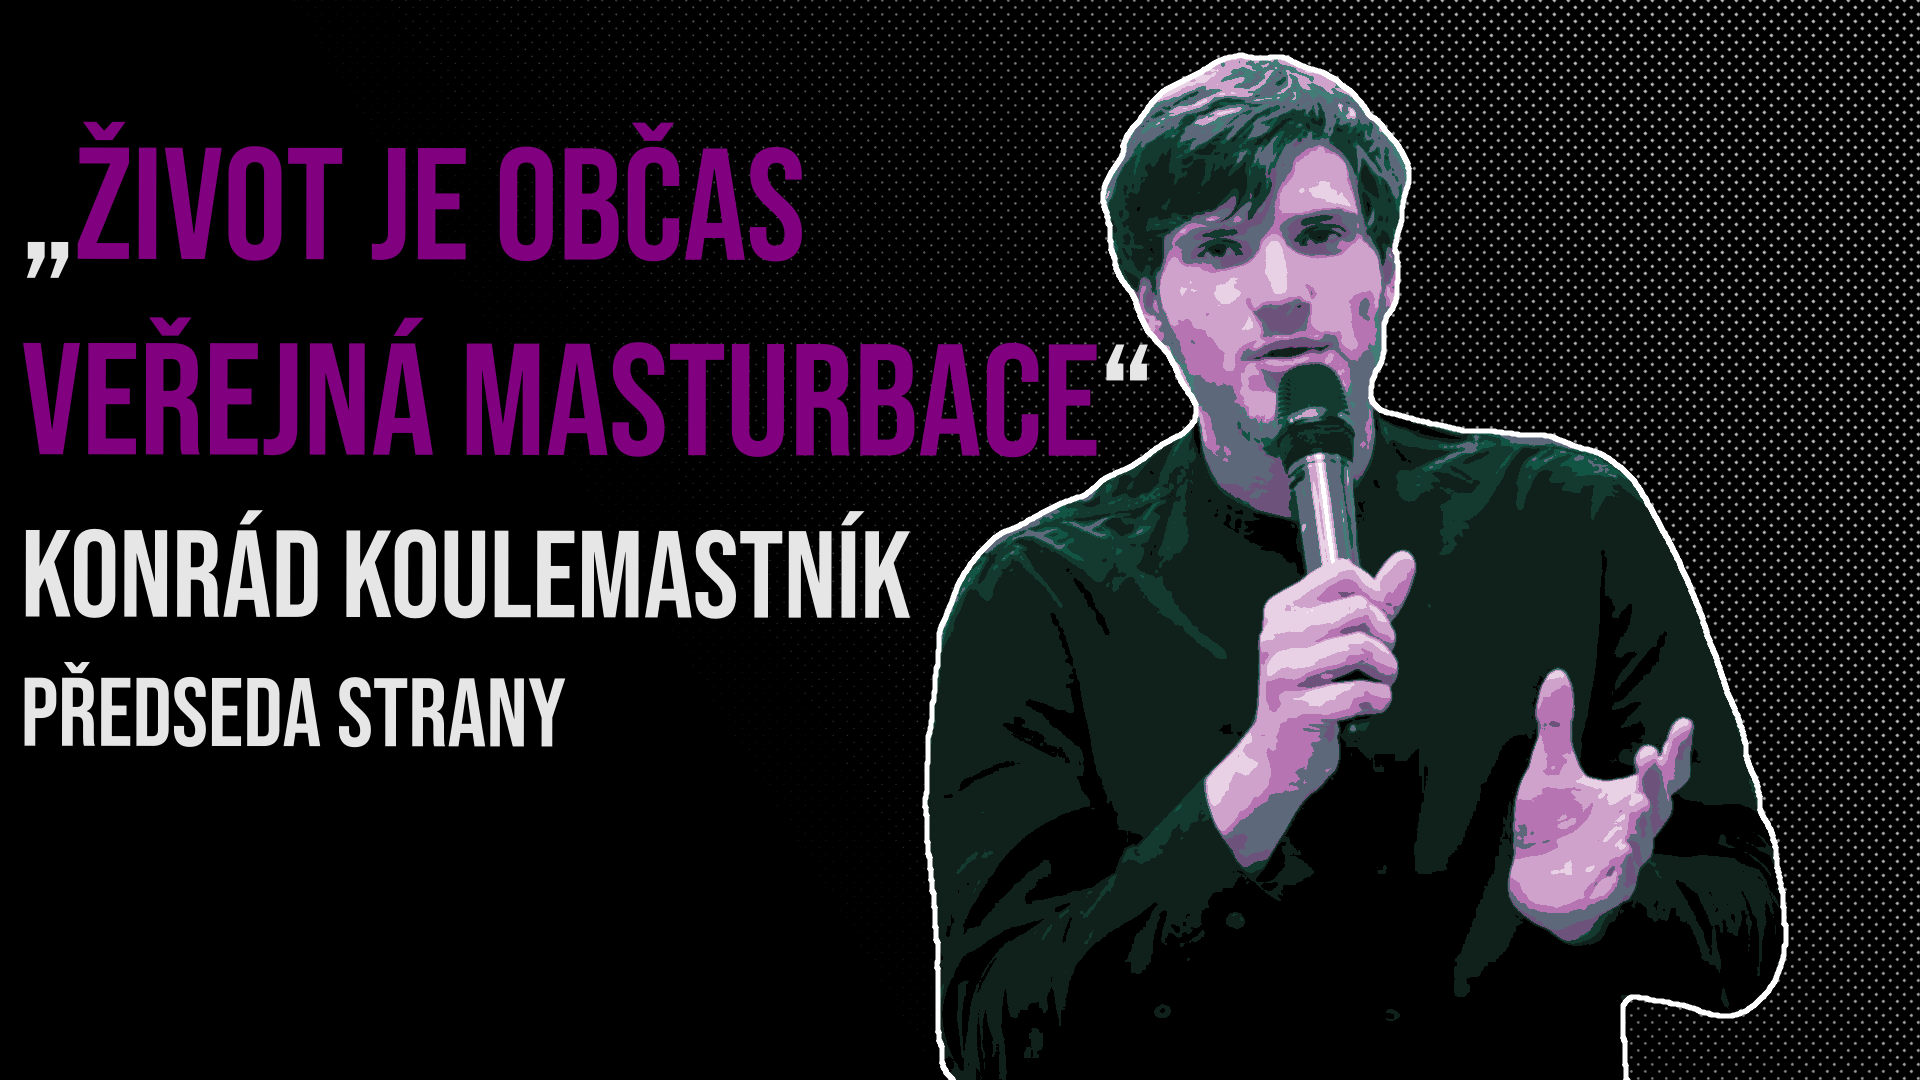 „ŽIVOT JE OBČAS
VEŘEJNÁ MASTURBACE“
KONRÁD KOULEMASTNÍK
PŘEDSEDA STRANY